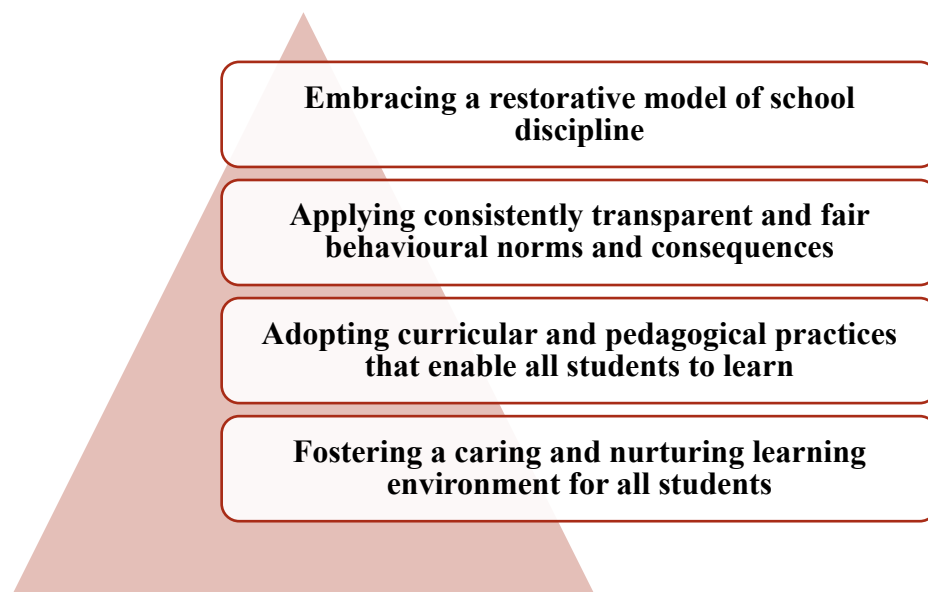 Embracing a restorative model of school
discipline
Applying consistently transparent and fair
behavioural norms and consequences
Adopting curricular and pedagogical practices
that enable all students to learn
Fostering a caring and nurturing learning
environment for all students